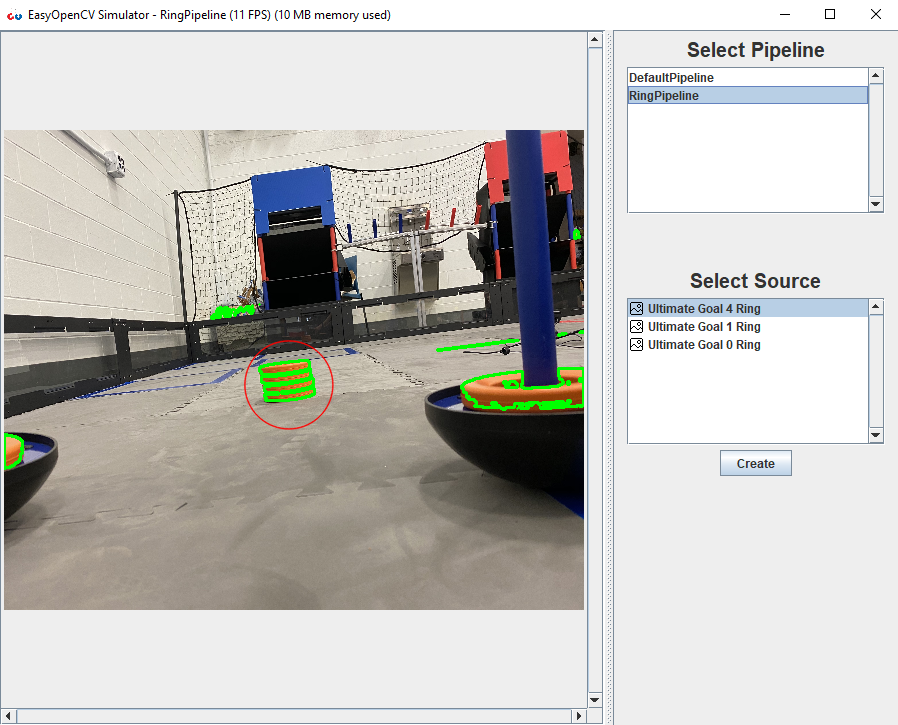 EasyOpenCV Simulator - RingPipeline (11 FPS) (10 MB memory used)
Select Pipeline
DefaultPipeline
RingPipeline
Select Source
Ultimate Goal 4 Ring
Ultimate Goal 1 Ring
Ultimate Goal 0 Ring
Create